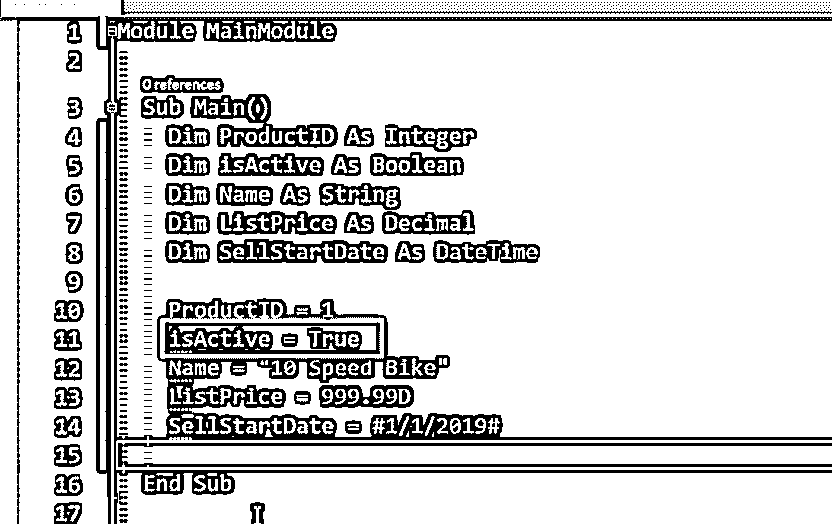 1 Module MainModule
2
0 references
3 Sub Main()
4 Dim ProductID As Integer
5 Dim isActive As Boolean
6 Dim Name As String
7 Dim ListPrice As Decimal
8 Dim SellStartDate As DateTime
9
10 ProductID = 1
11 isActive = True
12 Name = "10 Speed Bike"
13 ListPrice = 999.99D
14 SellStartDate = #1/1/2019#
15
16 End Sub
17